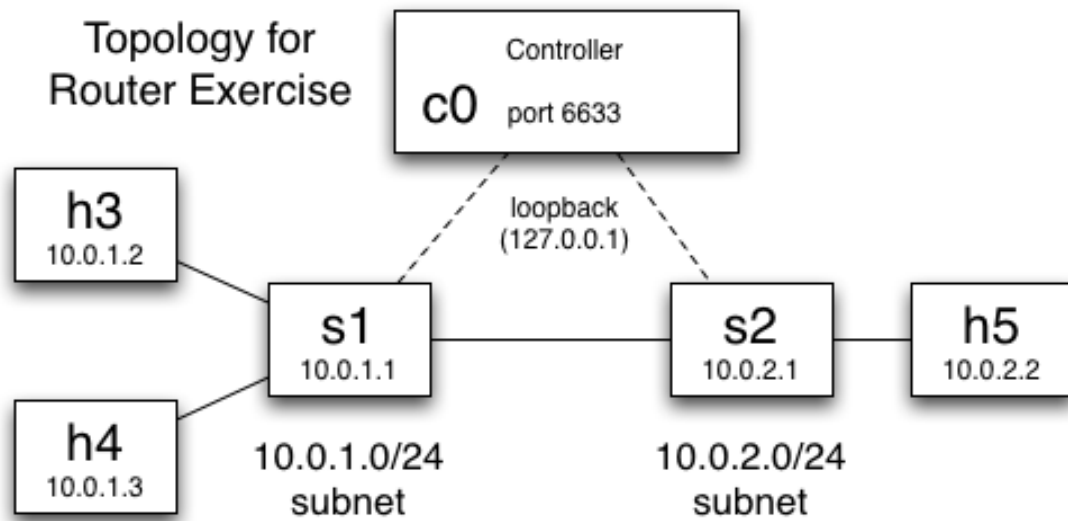 Topology for
Router Exercise
Controller
c0 port 6633
loopback
(127.0.0.1)
h3
10.0.1.2
h4
10.0.1.3
s1
10.0.1.1
s2
10.0.2.1
h5
10.0.2.2
10.0.1.0/24
subnet
10.0.2.0/24
subnet